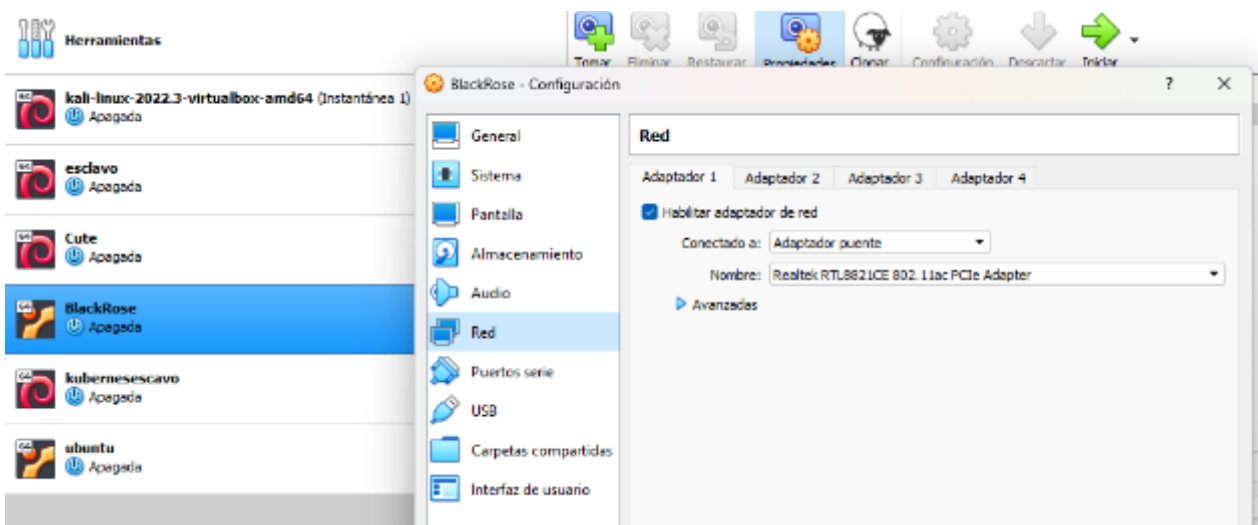 Herramientas
Tomar Eliminar Restaurar Propiedades Clonar Configuración Descartar Iniciar
kali-linux-2022.3-virtualbox-amd64 (Instantánea 1)
Apagada
esclavo
Apagada
Cute
Apagada
BlackRose
Apagada
kubernesescavo
Apagada
ubuntu
Apagada
BlackRose - Configuración
General
Sistema
Pantalla
Almacenamiento
Audio
Red
Puertos serie
USB
Carpetas compartidas
Interfaz de usuario
Red
Adaptador 1 Adaptador 2 Adaptador 3 Adaptador 4
Habilitar adaptador de red
Conectado a: Adaptador puente
Nombre: Realtek RTL8821CE 802.11ac PCIe Adapter
Avanzadas